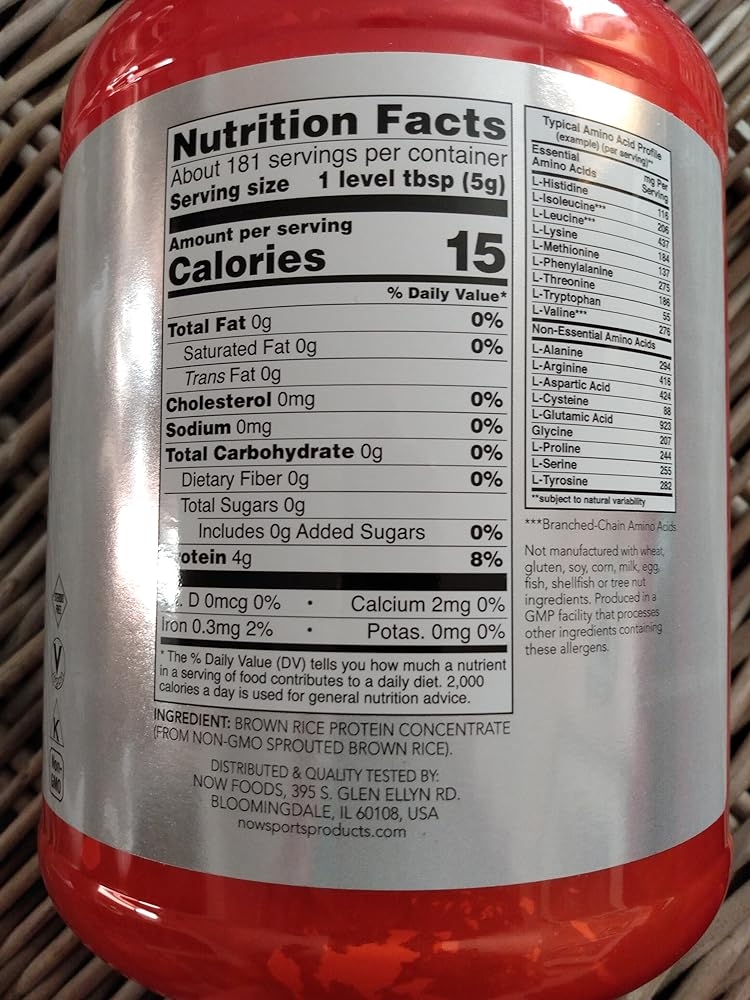 Nutrition Facts
About 181 servings per container
Serving size 1 level tbsp (5g)
Amount per serving
Calories 15
% Daily Value*
Total Fat 0g 0%
Saturated Fat 0g 0%
Trans Fat 0g
Cholesterol 0mg 0%
Sodium 0mg 0%
Total Carbohydrate 0g 0%
Dietary Fiber 0g 0%
Total Sugars 0g
Includes 0g Added Sugars 0%
otein 4g 8%
D 0mcg 0% • Calcium 2mg 0%
Iron 0.3mg 2% • Potas. 0mg 0%
* The % Daily Value (DV) tells you how much a nutrient
in a serving of food contributes to a daily diet. 2,000
calories a day is used for general nutrition advice.
INGREDIENT: BROWN RICE PROTEIN CONCENTRATE
(FROM NON-GMO SPROUTED BROWN RICE).
DISTRIBUTED & QUALITY TESTED BY:
NOW FOODS, 395 S. GLEN ELLYN RD.
BLOOMINGDALE, IL 60108, USA
nowsportsproducts.com
Typical Amino Acid Profile
(example) (per serving)**
Essential
Amino Acids
mg Per
Serving
L-Histidine 116
L-Isoleucine*** 206
L-Leucine*** 437
L-Lysine 184
L-Methionine 137
L-Phenylalanine 275
L-Threonine 186
L-Tryptophan 55
L-Valine*** 276
Non-Essential Amino Acids
L-Alanine 294
L-Arginine 416
L-Aspartic Acid 424
L-Cysteine 88
L-Glutamic Acid 923
Glycine 207
L-Proline 244
L-Serine 255
L-Tyrosine 282
**subject to natural variability
***Branched-Chain Amino Acids
Not manufactured with wheat,
gluten, soy, corn, milk, egg,
fish, shellfish or tree nut
ingredients. Produced in a
GMP facility that processes
other ingredients containing
these allergens.
V
K
Non-
GMO